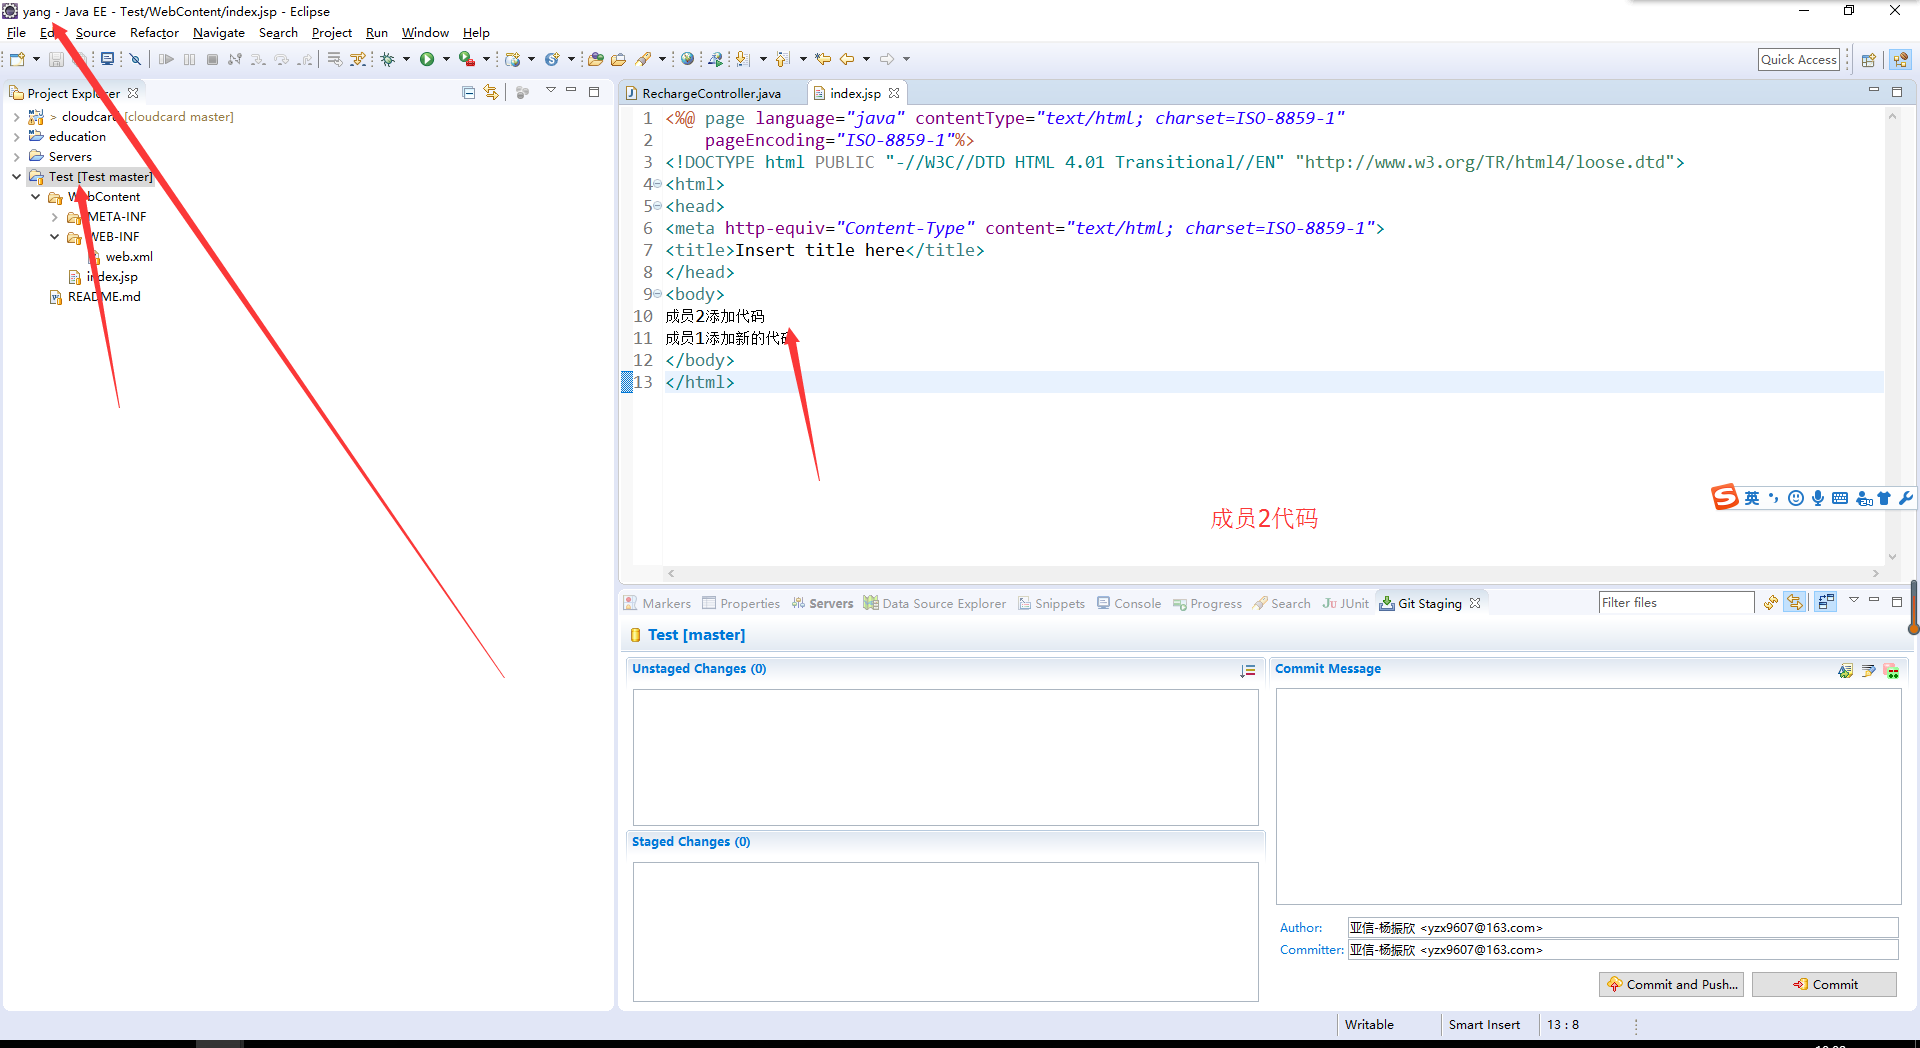 yang - Java EE - Test/WebContent/index.jsp - Eclipse
File Source Refactor Navigate Search Project Run Window Help
Quick Access
Project Explorer
> cloudcard [cloudcard master]
education
Servers
Test [Test master]
WebContent
META-INF
WEB-INF
web.xml
index.jsp
README.md
RechargeController.java index.jsp
1 <%@ page language="java" contentType="text/html; charset=ISO-8859-1"
2 pageEncoding="ISO-8859-1"%>
3 <!DOCTYPE html PUBLIC "-//W3C//DTD HTML 4.01 Transitional//EN" "http://www.w3.org/TR/html4/loose.dtd">
4 <html>
5 <head>
6 <meta http-equiv="Content-Type" content="text/html; charset=ISO-8859-1">
7 <title>Insert title here</title>
8 </head>
9 <body>
10 成员2添加代码
11 成员1添加新的代码
12 </body>
13 </html>
英
成员2代码
Markers Properties Servers Data Source Explorer Snippets Console Progress Search JUnit Git Staging
Filter files
Test [master]
Unstaged Changes (0)
Commit Message
Staged Changes (0)
Author: 亚信-杨振欣 <yzx9607@163.com>
Committer: 亚信-杨振欣 <yzx9607@163.com>
Commit and Push...
Commit
Writable Smart Insert 13 : 8